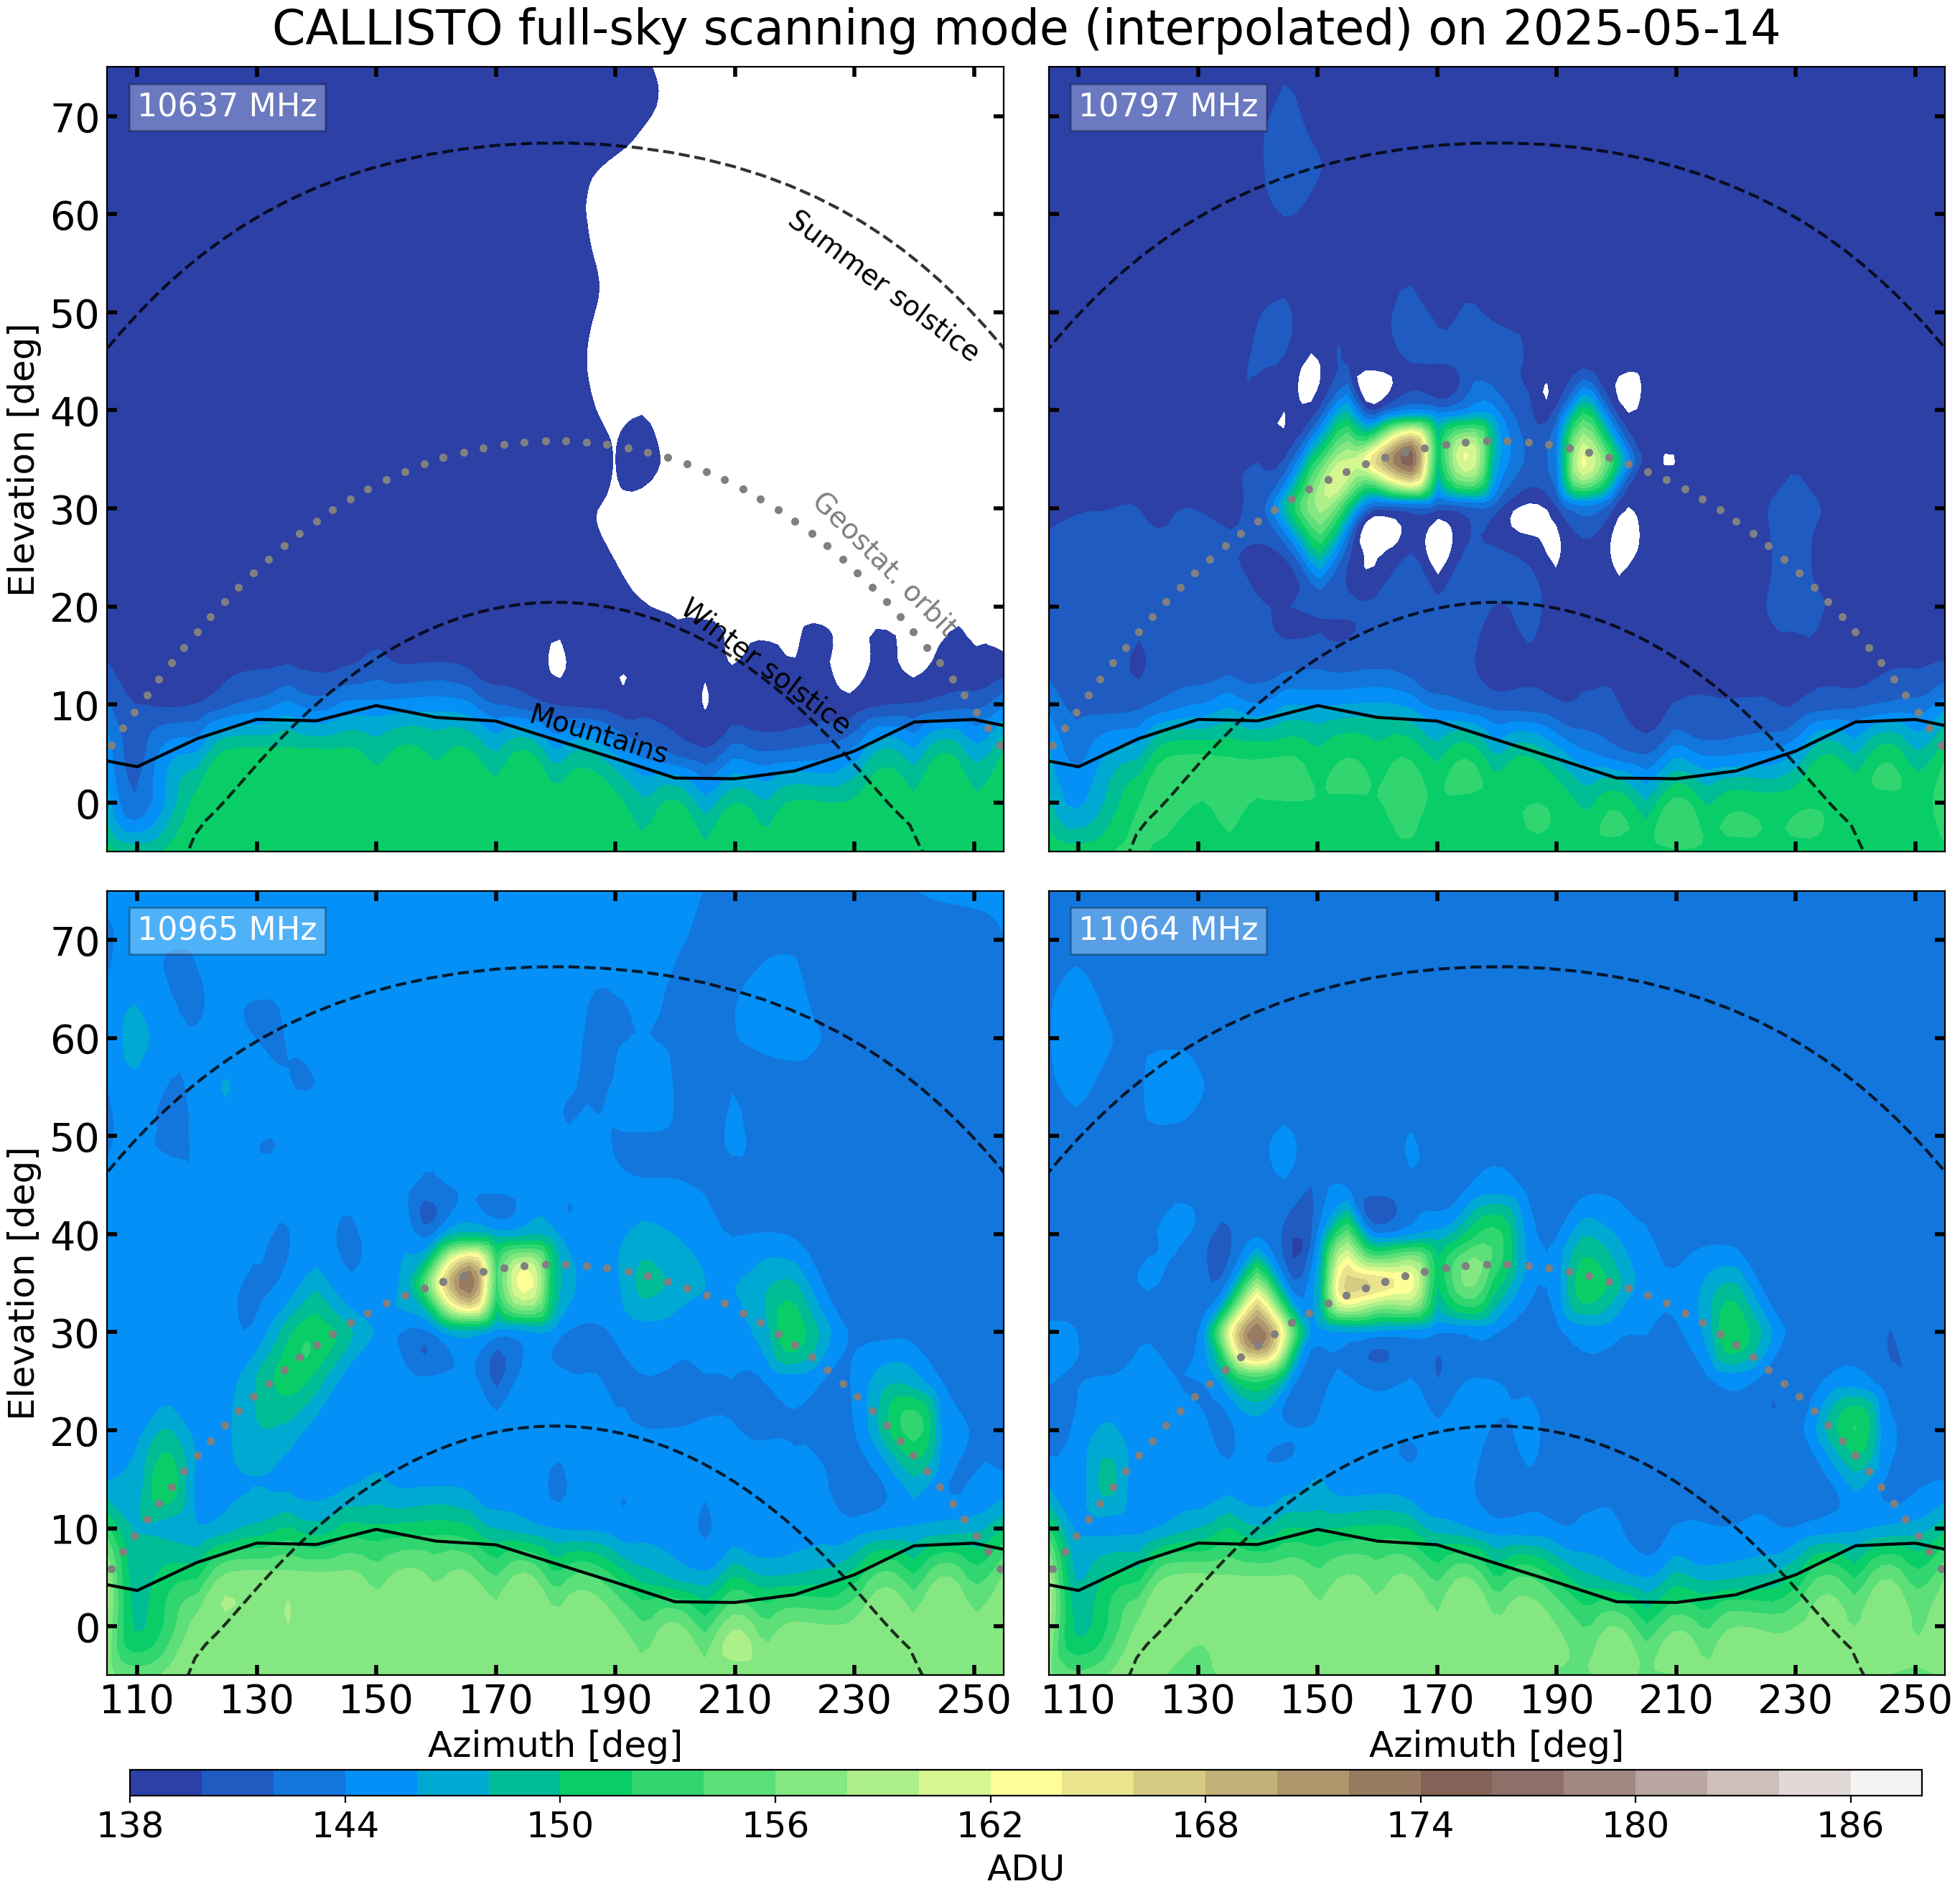 CALLISTO full-sky scanning mode (interpolated) on 2025-05-14
10637 MHz
10797 MHz
70
60
50
40
30
20
10
0
Elevation [deg]
Summer solstice
Geostat. orbit
Winter solstice
Mountains
10965 MHz
11064 MHz
70
60
50
40
30
20
10
0
Elevation [deg]
110 130 150 170 190 210 230 250
110 130 150 170 190 210 230 250
Azimuth [deg]
Azimuth [deg]
138 144 150 156 162 168 174 180 186
ADU